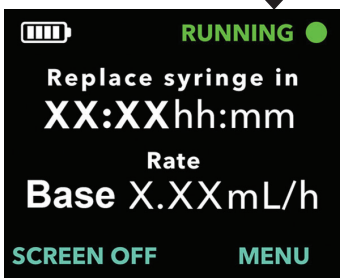 RUNNING
Replace syringe in
XX:XXhh:mm
Rate
Base X.XXmL/h
SCREEN OFF MENU